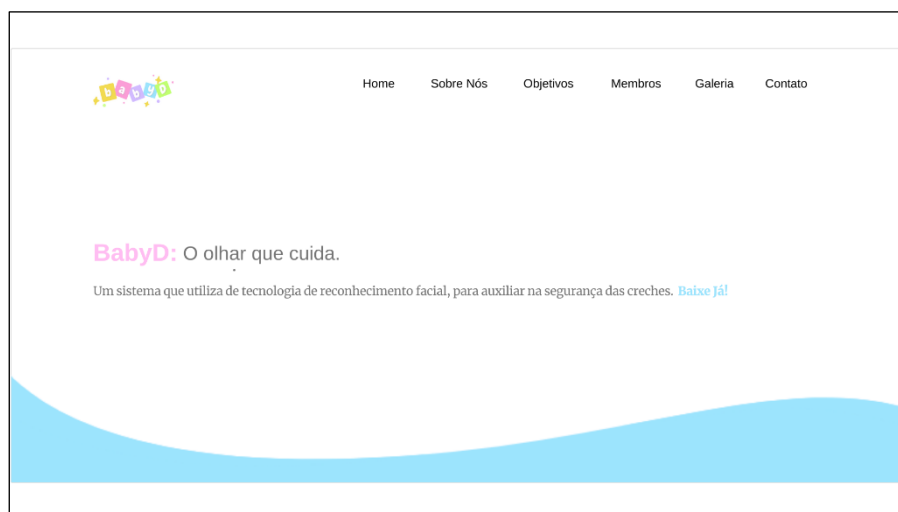 babyD
Home Sobre Nós Objetivos Membros Galeria Contato
BabyD: O olhar que cuida.
Um sistema que utiliza de tecnologia de reconhecimento facial, para auxiliar na segurança das creches. Baixe Já!